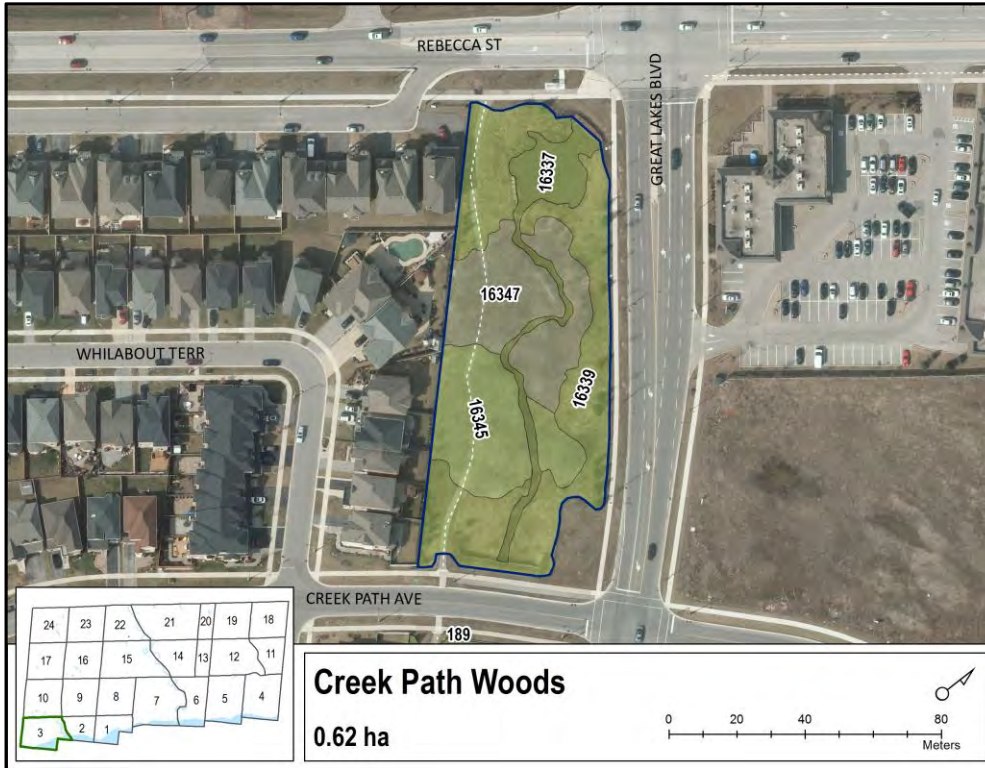 REBECCA ST
GREAT LAKES BLVD
16337
16347
WHILABOUT TERR
16345
16339
CREEK PATH AVE
189
24 23 22 21 20 19 18
17 16 15 14 13 12 11
10 9 8 7 6 5 4
3 2 1
Creek Path Woods
0.62 ha
0 20 40 80
Meters